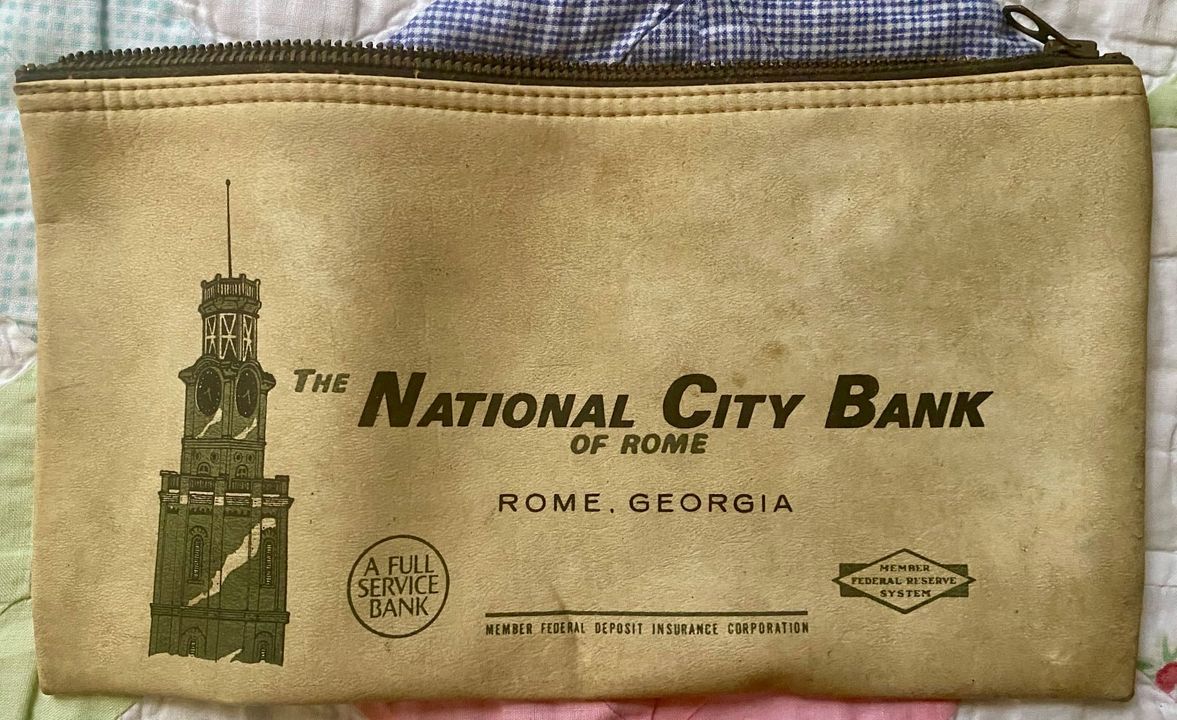 THE NATIONAL CITY BANK
OF ROME
ROME, GEORGIA
A FULL
SERVICE
BANK
MEMBER FEDERAL DEPOSIT INSURANCE CORPORATION
MEMBER
FEDERAL RESERVE
SYSTEM